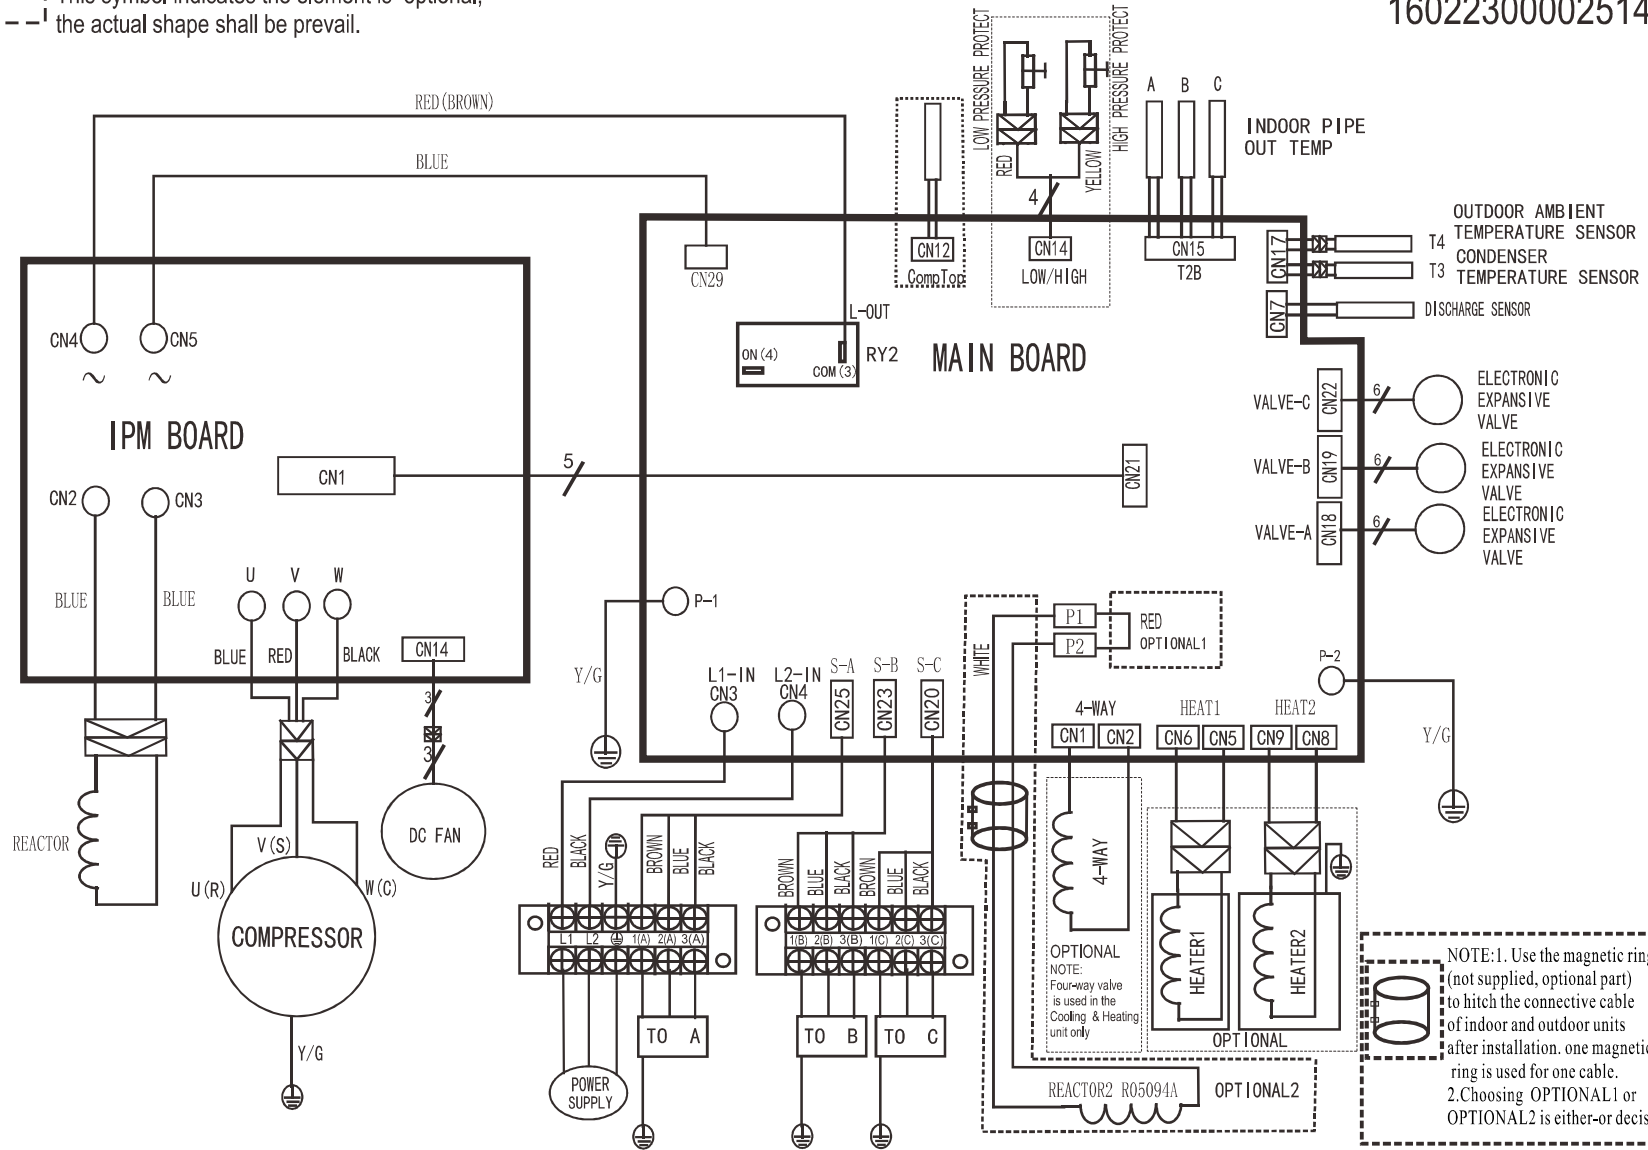 This symbol indicates the element is optional,
the actual shape shall be prevail.
16022300002514
RED(BROWN)
BLUE
LOW PRESSURE PROTECT
HIGH PRESSURE PROTECT
RED
YELLOW
4
A B C
INDOOR PIPE
OUT TEMP
CN12
CompTop
CN14
LOW/HIGH
CN15
T2B
CN17
OUTDOOR AMBIENT
T4 TEMPERATURE SENSOR
CONDENSER
T3 TEMPERATURE SENSOR
CN7
DISCHARGE SENSOR
CN29
L-OUT
ON(4)
COM(3)
RY2
MAIN BOARD
CN4
CN5
~ ~
IPM BOARD
CN1
5
CN21
CN2
CN3
BLUE
BLUE
U V W
BLUE
RED
BLACK
CN14
3
3
DC FAN
REACTOR
V(S)
U(R)
W(C)
COMPRESSOR
Y/G
VALVE-C
CN22
6
ELECTRONIC
EXPANSIVE
VALVE
VALVE-B
CN19
6
ELECTRONIC
EXPANSIVE
VALVE
VALVE-A
CN18
6
ELECTRONIC
EXPANSIVE
VALVE
P-1
Y/G
L1-IN
CN3
L2-IN
CN4
S-A
CN25
S-B
CN23
S-C
CN20
WHITE
P1
P2
RED
OPTIONAL1
P-2
Y/G
4-WAY
CN1 CN2
HEAT1
CN6 CN5
HEAT2
CN9 CN8
RED
BLACK
Y/G
BROWN
BLUE
BLACK
L1 L2 1(A) 2(A) 3(A)
BROWN
BLUE
BLACK
BROWN
BLUE
BLACK
1(B) 2(B) 3(B) 1(C) 2(C) 3(C)
POWER
SUPPLY
TO A
TO B
TO C
4-WAY
OPTIONAL
NOTE:
Four-way valve
is used in the
Cooling & Heating
unit only
HEATER1
HEATER2
OPTIONAL
REACTOR2 RO5094A
OPTIONAL2
NOTE:1. Use the magnetic ring
(not supplied, optional part)
to hitch the connective cable
of indoor and outdoor units
after installation. one magnetic
ring is used for one cable.
2.Choosing OPTIONAL1 or
OPTIONAL2 is either-or decis